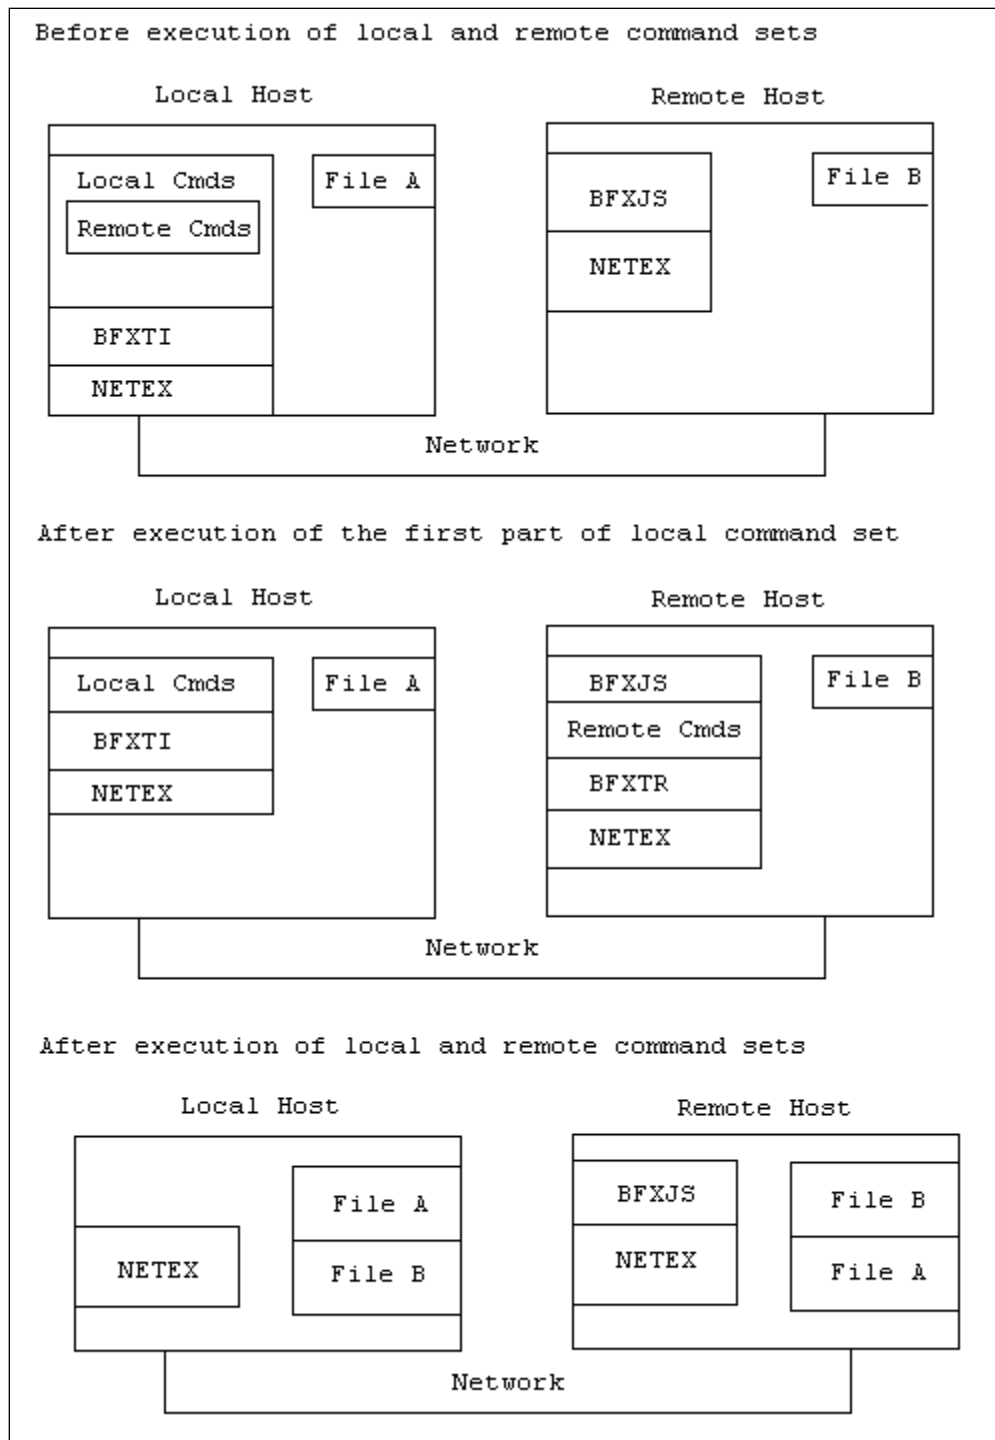 Before execution of local and remote command sets
Local Host
Remote Host
Local Cmds
File A
Remote Cmds
BFXTI
NETEX
BFXJS
File B
NETEX
Network
After execution of the first part of local command set
Local Host
Remote Host
Local Cmds
File A
BFXTI
NETEX
BFXJS
File B
Remote Cmds
BFXTR
NETEX
Network
After execution of local and remote command sets
Local Host
Remote Host
File A
NETEX
File B
BFXJS
File B
NETEX
File A
Network